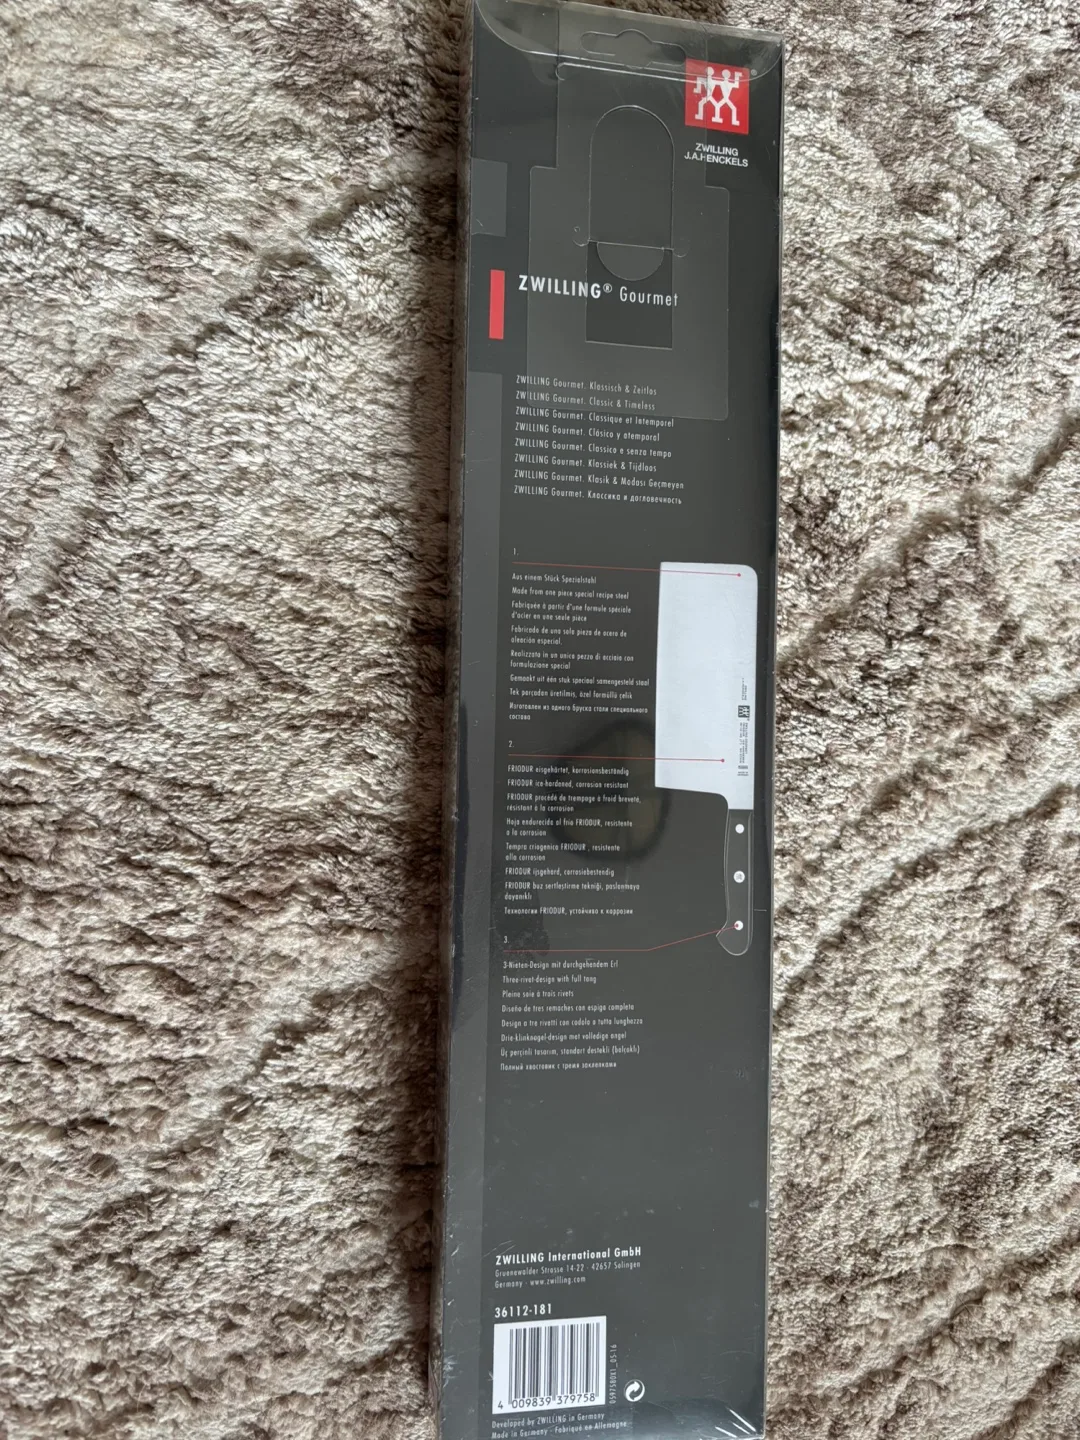 ZWILLING
J.A.HENCKELS
ZWILLING® Gourmet
ZWILLING Gourmet. Klassisch & Zeitlos
ZWILLING Gourmet. Classic & Timeless
ZWILLING Gourmet. Classique et intemporel
ZWILLING Gourmet. Clásico y atemporal
ZWILLING Gourmet. Classico e senza tempo
ZWILLING Gourmet. Klassiek & Tijdloos
ZWILLING Gourmet. Klasik & Modası Geçmeyen
ZWILLING Gourmet. Классика и долговечность
1.
Aus einem Stück Spezialstahl
Made from one piece special recipe steel
Fabriquée à partir d'une formule spéciale
d'acier en une seule pièce
Fabricado de una sola pieza de acero de
aleación especial
Realizzato in un unico pezzo di acciaio con
formulazione special
Gemaakt uit één stuk speciaal samengesteld staal
Tek parçadan üretilmiş, özel formüllü çelik
Изготовлен из одного бруска стали специального
состава
2.
FRIODUR eisgehärtet, korrosionsbeständig
FRIODUR ice-hardened, corrosion resistant
FRIODUR procédé de trempage à froid breveté,
résistant à la corrosion
Hoja endurecida al frío FRIODUR, resistente
a la corrosion
Tempra criogenica FRIODUR , resistente
alla corrosion
FRIODUR ijsgehard, corrosiebestendig
FRIODUR buz sertleştirme tekniği, paslanmaya
dayanıklı
Технологии FRIODUR, устойчиво к коррозии
3.
3-Nieten-Design mit durchgehendem Erl
Three-rivet-design with full tang
Pleine soie à trois rivets
Diseño de tres remaches con espiga completa
Design a tre rivetti con codolo a tutta lunghezza
Drie-klinknagel-design met volledige angel
Üç perçinli tasarım, standart destekli (balçaklı)
Полный хвостовик с тремя заклепками
ZWILLING International GmbH
Gruenewalder Strasse 14-22 · 42657 Solingen
Germany · www.zwilling.com
36112-181
4 009839 379758
Developed by ZWILLING in Germany
Made in Germany · Fabriqué en Allemagne